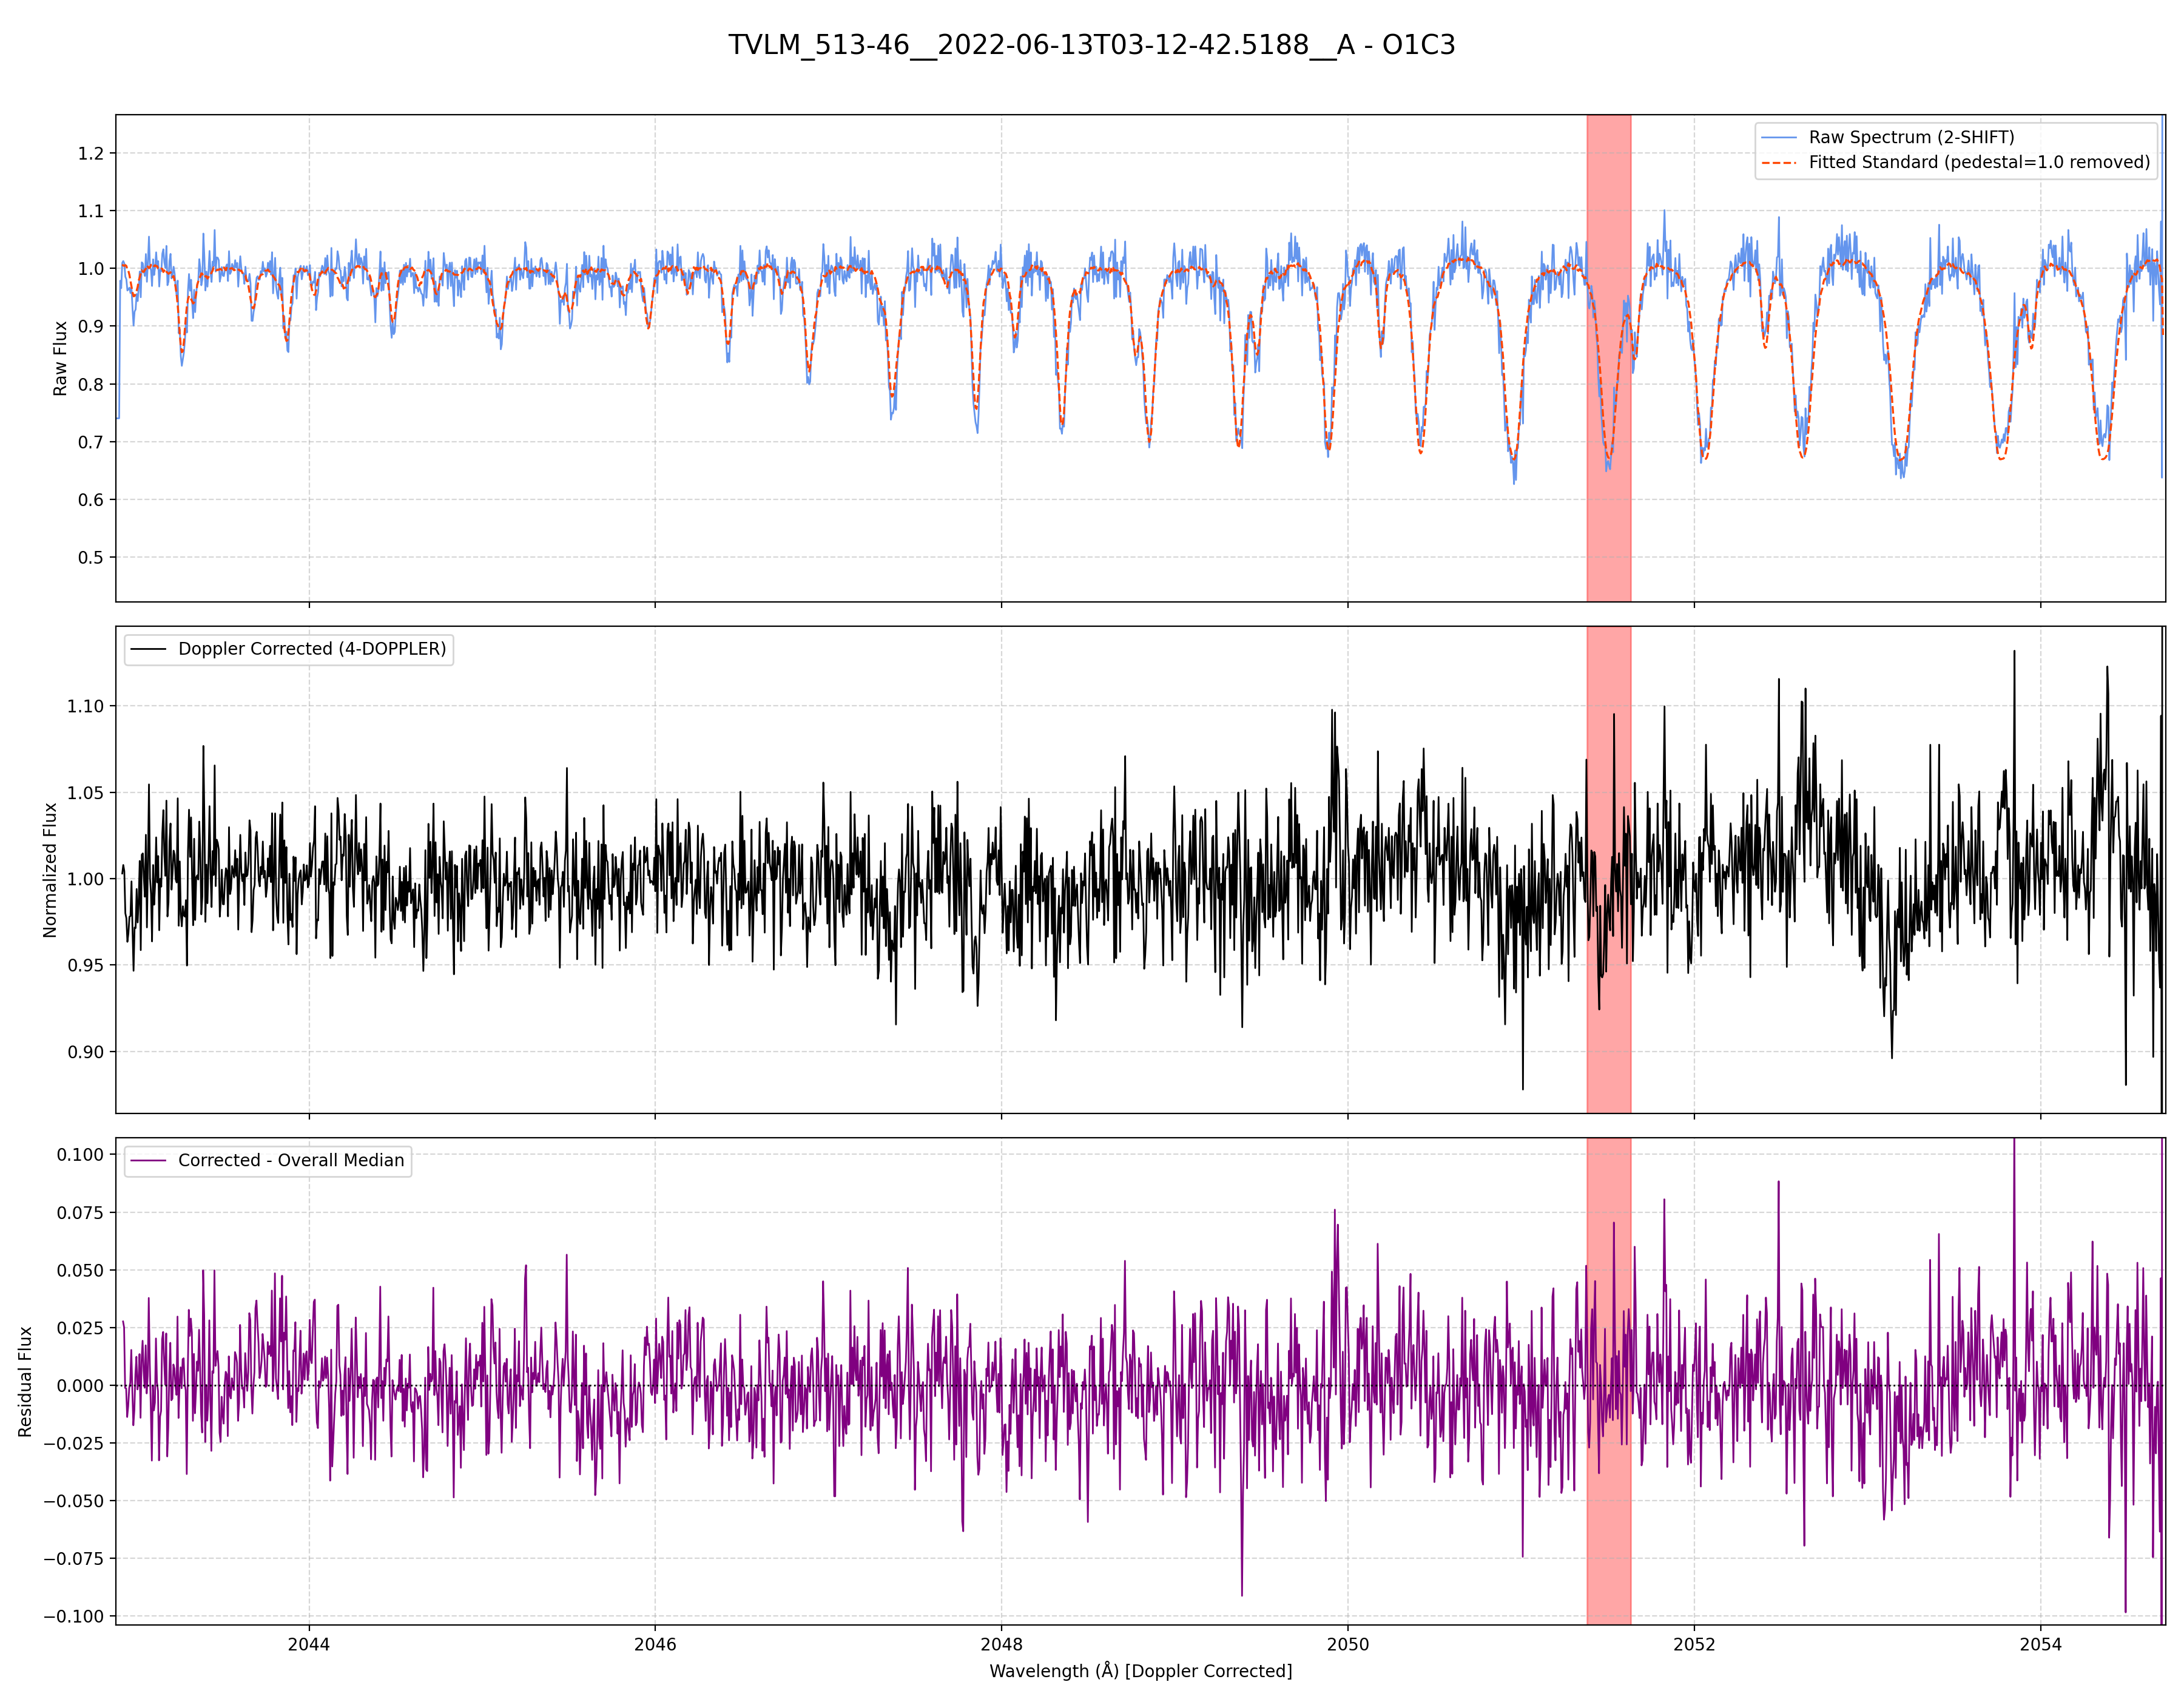 TVLM_513-46__2022-06-13T03-12-42.5188__A - O1C3
Raw Spectrum (2-SHIFT)
Fitted Standard (pedestal=1.0 removed)
1.2
1.1
1.0
0.9
0.8
0.7
0.6
0.5
Raw Flux
Doppler Corrected (4-DOPPLER)
1.10
1.05
1.00
0.95
0.90
Normalized Flux
Corrected - Overall Median
0.100
0.075
0.050
0.025
0.000
−0.025
−0.050
−0.075
−0.100
Residual Flux
2044 2046 2048 2050 2052 2054
Wavelength (Å) [Doppler Corrected]